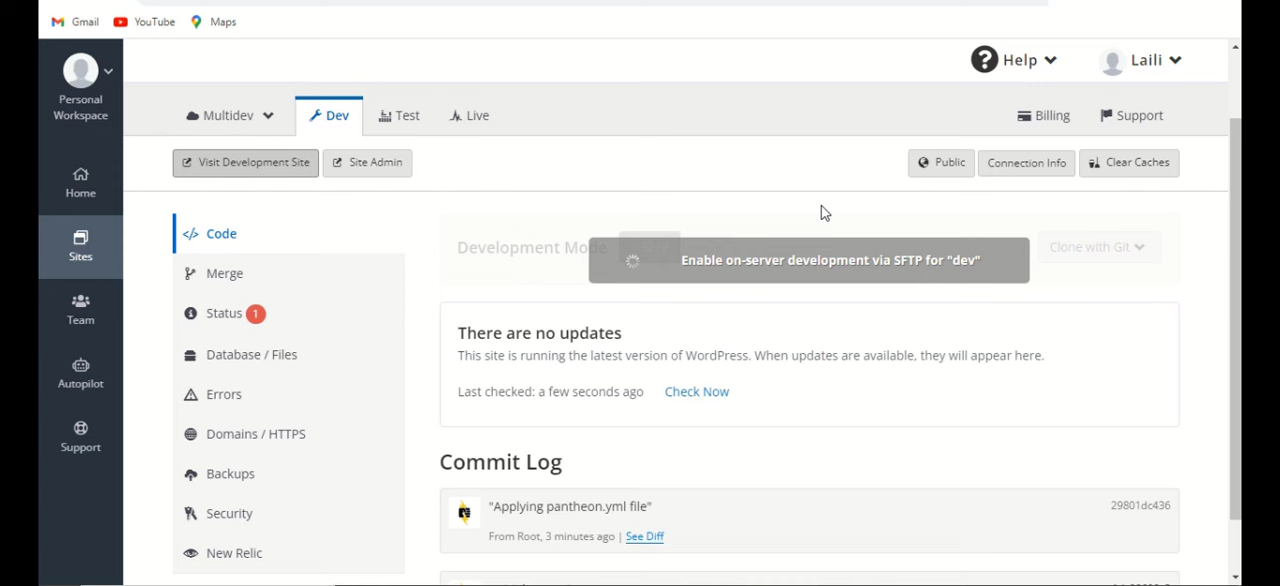 Gmail YouTube Maps
Personal Workspace
Home
Sites
Team
Autopilot
Support
Help Laili
Multidev Dev Test Live Billing Support
Visit Development Site Site Admin Public Connection Info Clear Caches
Code
Merge
Status 1
Database / Files
Errors
Domains / HTTPS
Backups
Security
New Relic
Development Mode Clone with Git
Enable on-server development via SFTP for "dev"
There are no updates
This site is running the latest version of WordPress. When updates are available, they will appear here.
Last checked: a few seconds ago Check Now
Commit Log
"Applying pantheon.yml file" 29801dc436
From Root, 3 minutes ago | See Diff